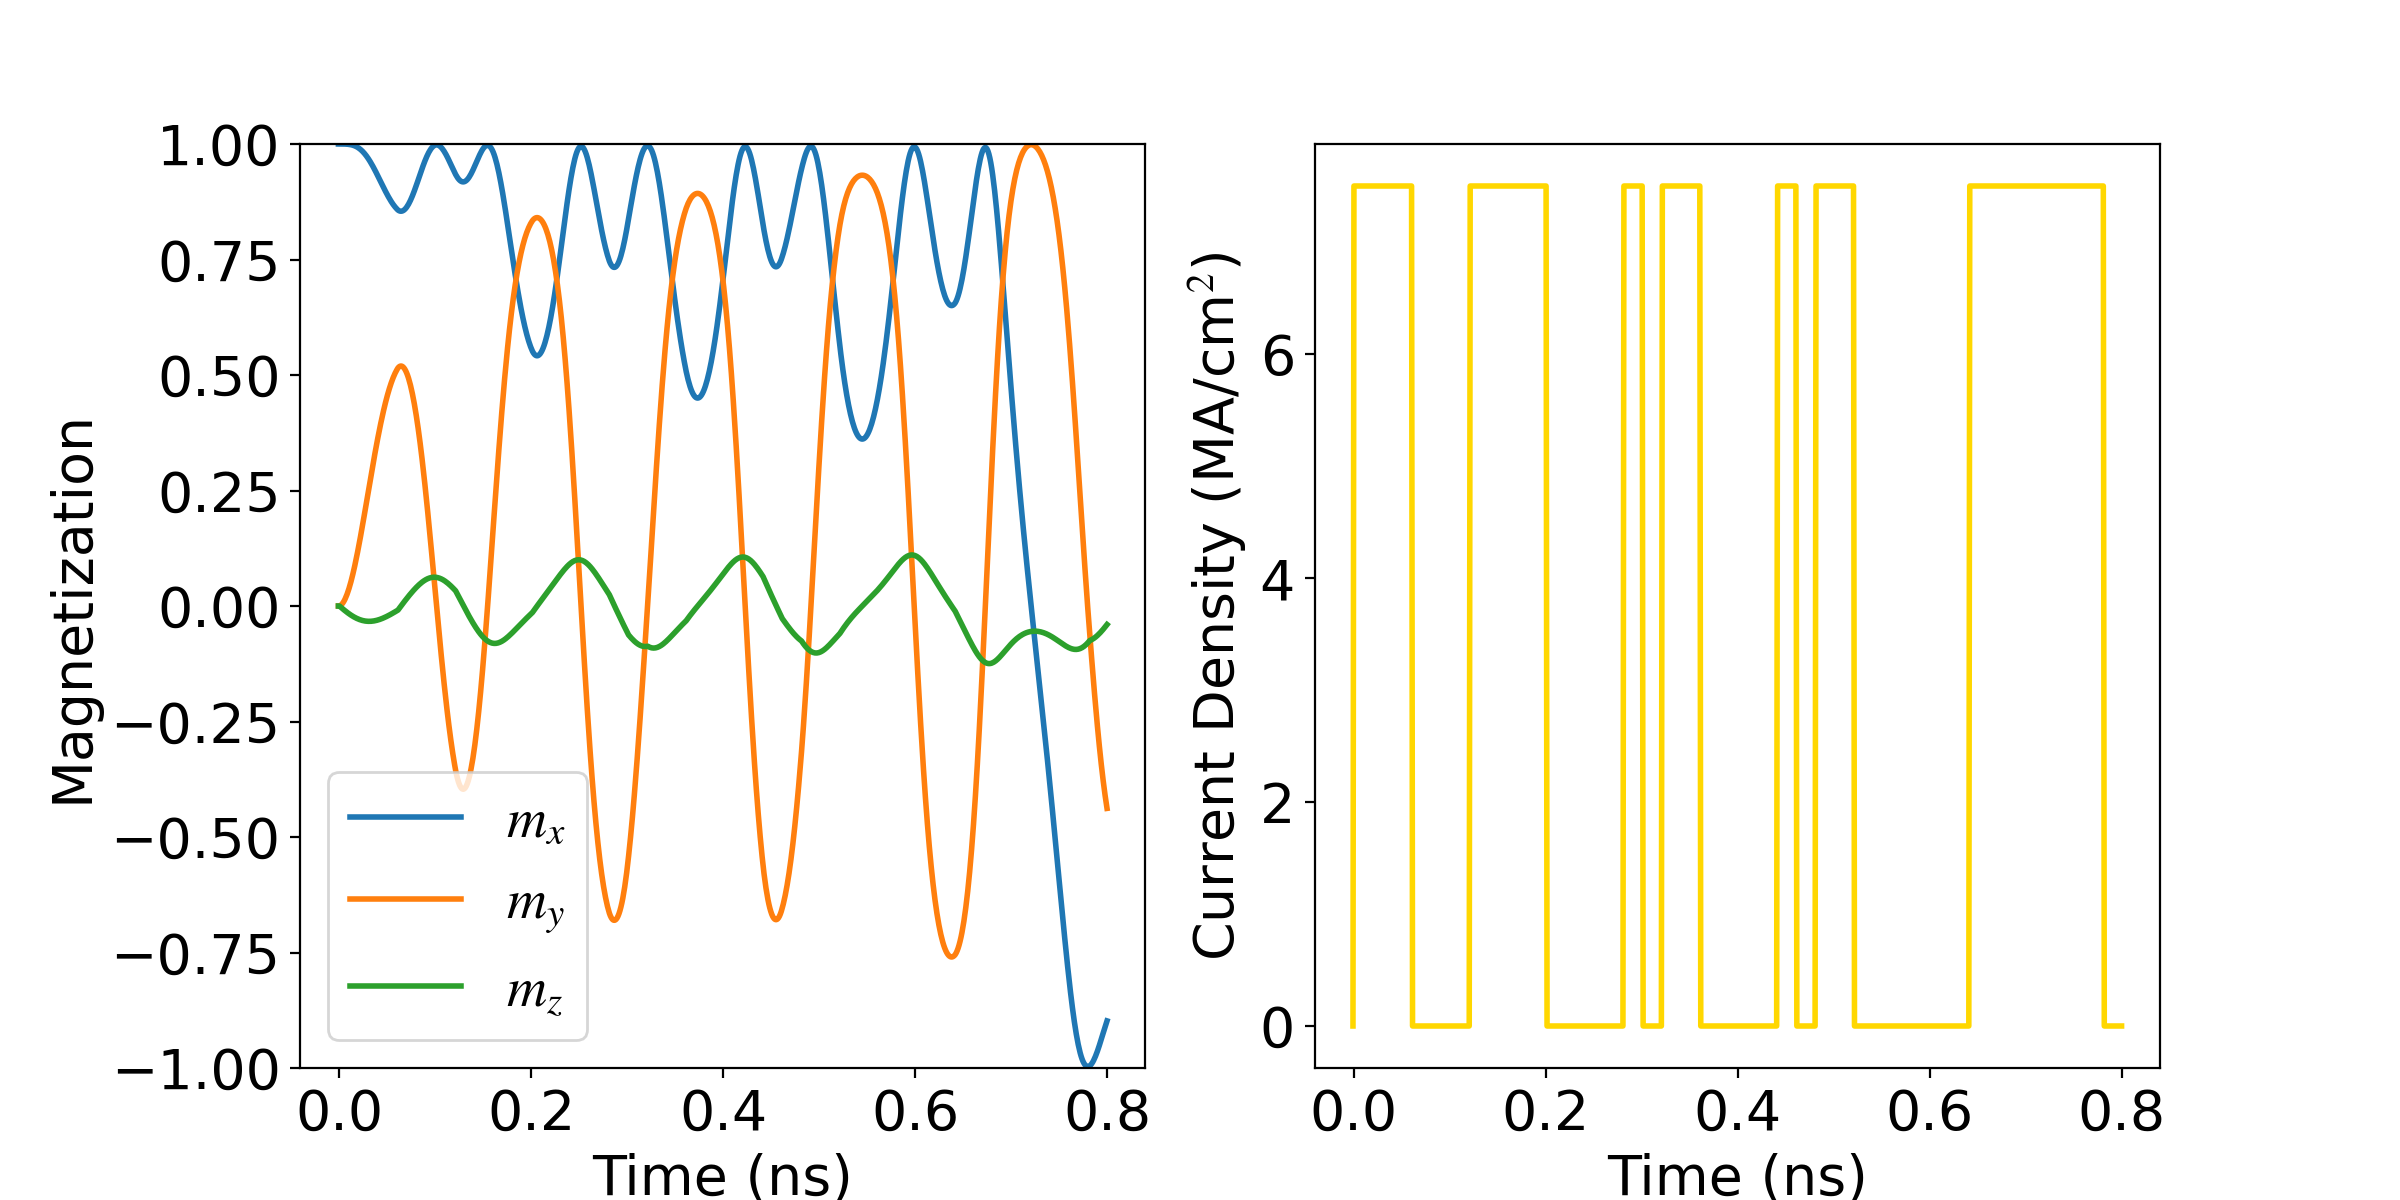 Magnetization
1.00
0.75
0.50
0.25
0.00
−0.25
−0.50
−0.75
−1.00
m_x
m_y
m_z
0.0 0.2 0.4 0.6 0.8
Time (ns)
Current Density (MA/cm²)
6
4
2
0
0.0 0.2 0.4 0.6 0.8
Time (ns)